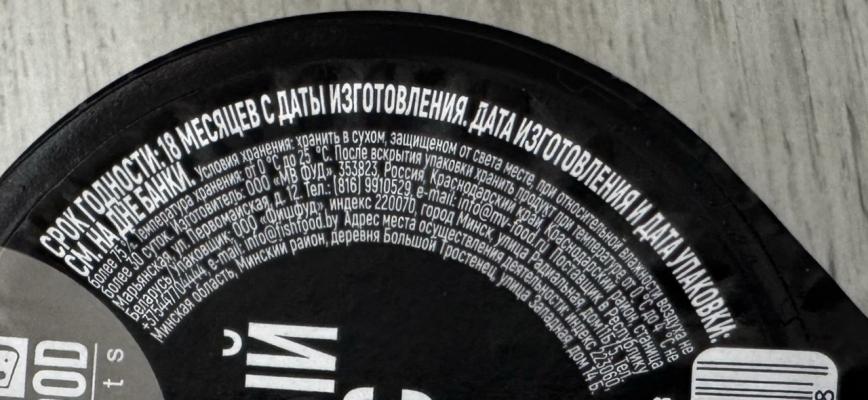 СРОК ГОДНОСТИ: 18 МЕСЯЦЕВ С ДАТЫ ИЗГОТОВЛЕНИЯ. ДАТА ИЗГОТОВЛЕНИЯ И ДАТА УПАКОВКИ:
СМ. НА ДНЕ БАНКИ. Условия хранения: хранить в сухом, защищенном от света месте, при относительной влажности воздуха не
более 75%. Температура хранения: от 0 °С до 25 °С. После вскрытия упаковки хранить продукт при температуре от 0 °С до 4 °С не
более 30 суток. Изготовитель: ООО «МВ ФУД», 353823, Россия, Краснодарский край, Красноармейский район, станица
Марьянская, ул. Первомайская, д. 12. Тел.: (816) 9910529, e-mail: info@mv-food.ru Поставщик в Республику
Беларусь/Упаковщик: ООО «Фишфуд», индекс 220070, город Минск, улица Радиальная, дом 5, Тел.
+375447704444, e-mail: info@fishfood.by Адрес места осуществления деятельности: индекс 223060,
Минская область, Минский район, деревня Большой Тростенец, улица Западная, дом 14 Б.
OOD
ts
ИЙ
С
8